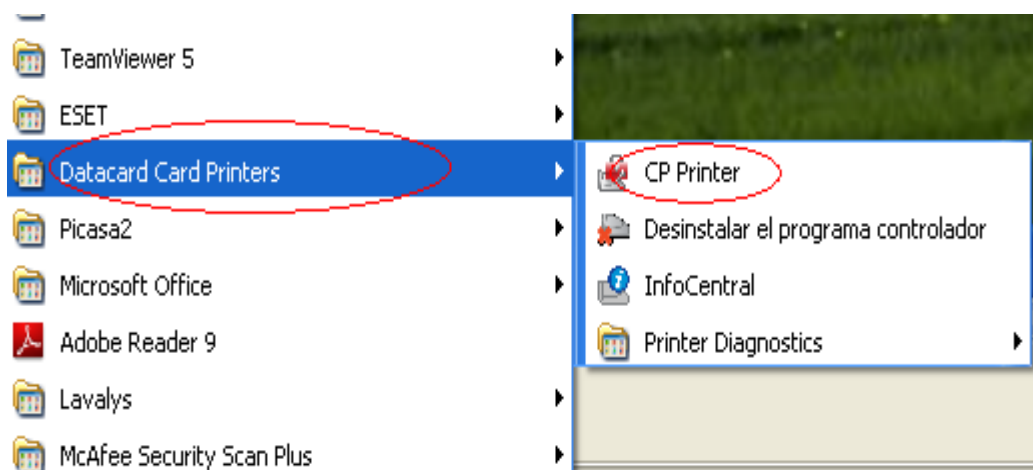 TeamViewer 5
ESET
Datacard Card Printers
Picasa2
Microsoft Office
Adobe Reader 9
Lavalys
McAfee Security Scan Plus
CP Printer
Desinstalar el programa controlador
InfoCentral
Printer Diagnostics